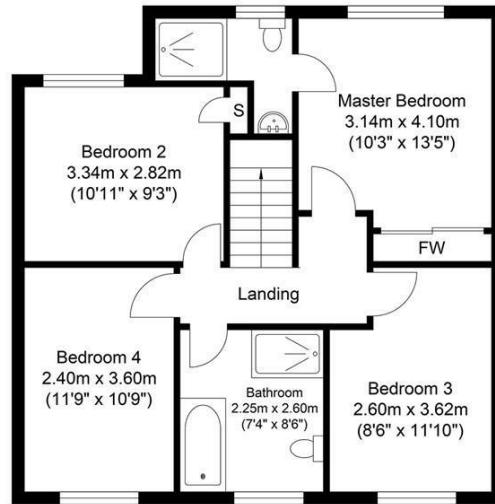 Master Bedroom
3.14m x 4.10m
(10'3" x 13'5")
S
Bedroom 2
3.34m x 2.82m
(10'11" x 9'3")
FW
Landing
Bedroom 4
2.40m x 3.60m
(11'9" x 10'9")
Bathroom
2.25m x 2.60m
(7'4" x 8'6")
Bedroom 3
2.60m x 3.62m
(8'6" x 11'10")